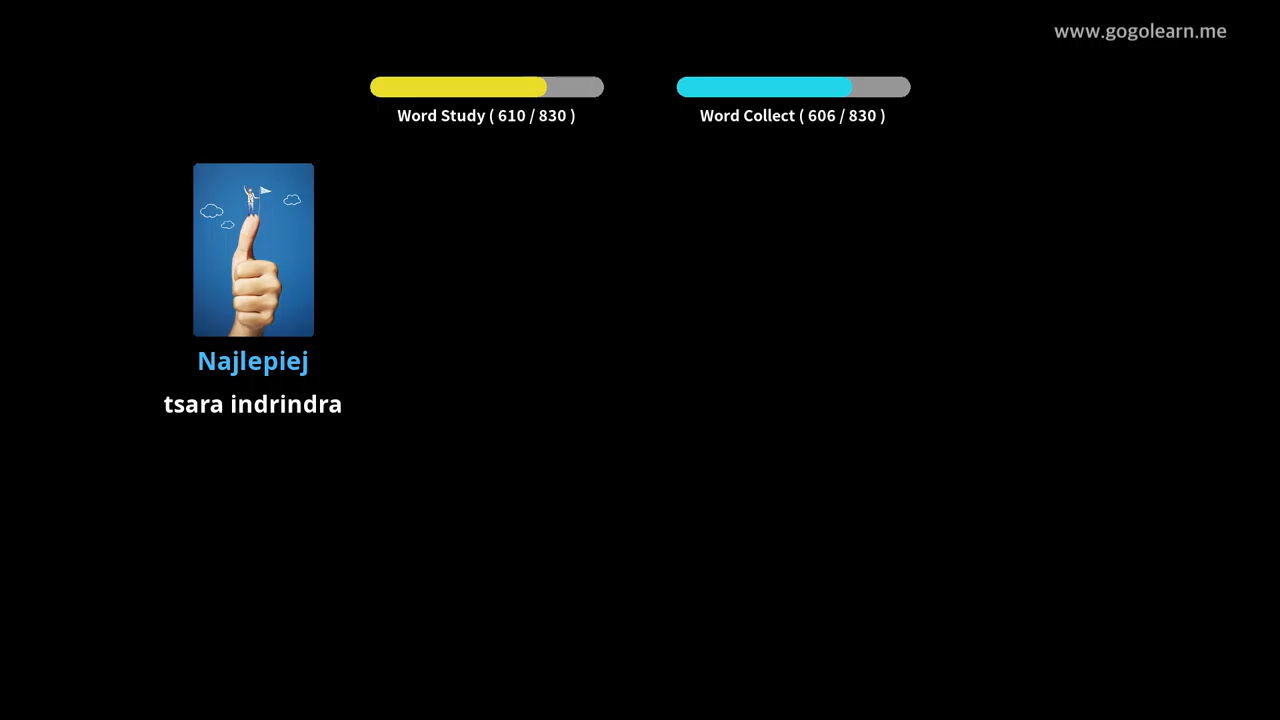 www.gogolearn.me
Word Study ( 610 / 830 )
Word Collect ( 606 / 830 )
Najlepiej
tsara indrindra